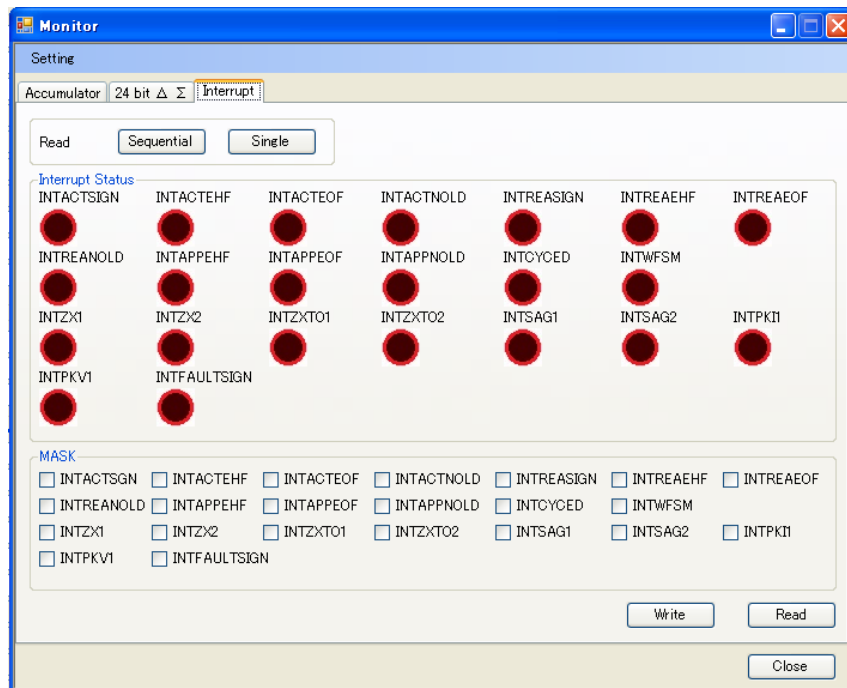 Monitor
Setting
Accumulator 24 bit Δ Σ Interrupt
Read Sequential Single
Interrupt Status
INTACTSIGN INTACTEHF INTACTEOF INTACTNOLD INTREASIGN INTREAEHF INTREAEOF
INTREANOLD INTAPPEHF INTAPPEOF INTAPPNOLD INTCYCED INTWFSM
INTZX1 INTZX2 INTZXTO1 INTZXTO2 INTSAG1 INTSAG2 INTPKI1
INTPKV1 INTFAULTSIGN
MASK
INTACTSGN INTACTEHF INTACTEOF INTACTNOLD INTREASIGN INTREAEHF INTREAEOF
INTREANOLD INTAPPEHF INTAPPEOF INTAPPNOLD INTCYCED INTWFSM
INTZX1 INTZX2 INTZXTO1 INTZXTO2 INTSAG1 INTSAG2 INTPKI1
INTPKV1 INTFAULTSIGN
Write Read
Close